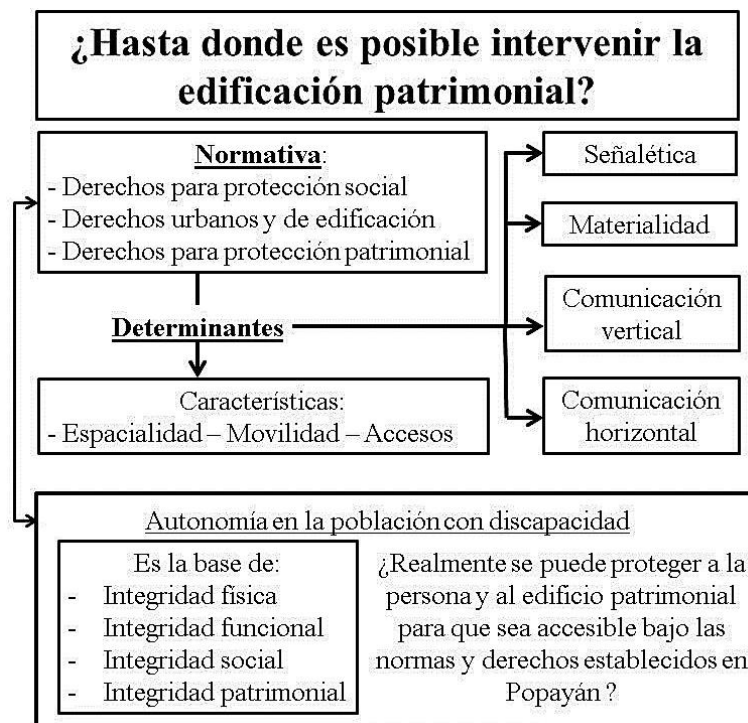 ¿Hasta donde es posible intervenir la
edificación patrimonial?
Normativa:
- Derechos para protección social
- Derechos urbanos y de edificación
- Derechos para protección patrimonial
Determinantes
Características:
- Espacialidad – Movilidad – Accesos
Señalética
Materialidad
Comunicación
vertical
Comunicación
horizontal
Autonomía en la población con discapacidad
Es la base de:
- Integridad física
- Integridad funcional
- Integridad social
- Integridad patrimonial
¿Realmente se puede proteger a la
persona y al edificio patrimonial
para que sea accesible bajo las
normas y derechos establecidos en
Popayán ?